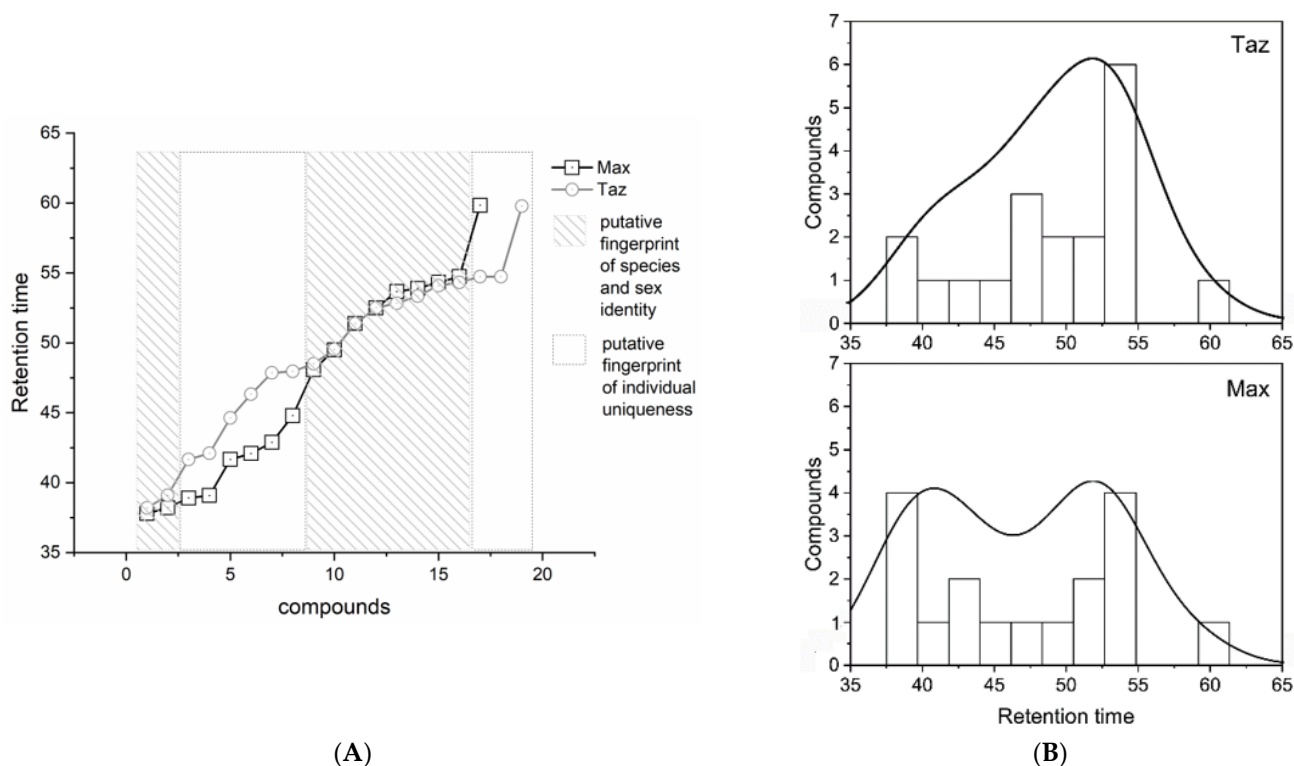 65
60
55
50
45
40
35
Retention time
0
5
10
15
20
compounds
Max
Taz
putative
fingerprint
of species
and sex
identity
putative
fingerprint
of individual
uniqueness
(A)
Taz
7
6
5
4
3
2
1
0
Compounds
35
40
45
50
55
60
65
Max
7
6
5
4
3
2
1
0
Compounds
35
40
45
50
55
60
65
Retention time
(B)